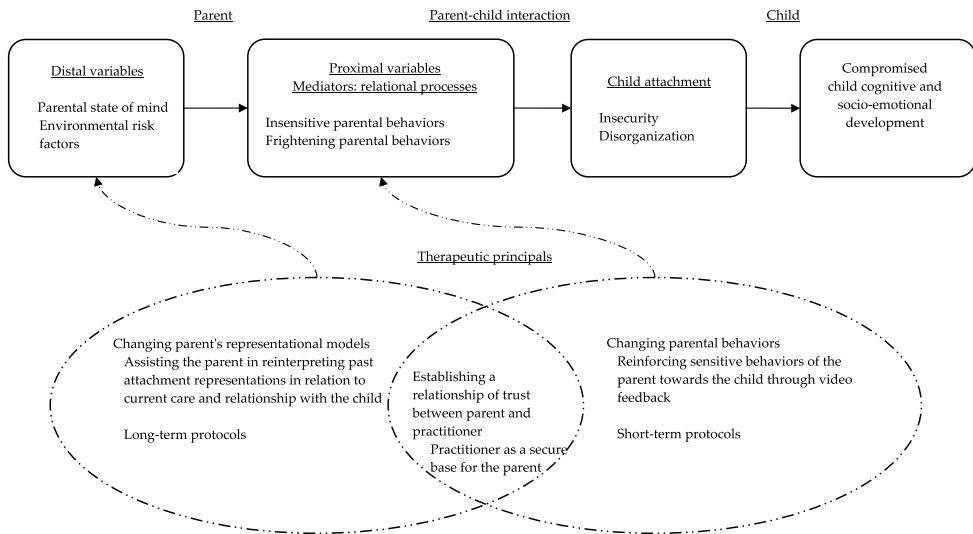 Parent
Parent-child interaction
Child
Distal variables
Parental state of mind
Environmental risk
factors
Proximal variables
Mediators: relational processes
Insensitive parental behaviors
Frightening parental behaviors
Child attachment
Insecurity
Disorganization
Compromised
child cognitive and
socio-emotional
development
Therapeutic principals
Changing parent's representational models
Assisting the parent in reinterpreting past
attachment representations in relation to
current care and relationship with the child
Long-term protocols
Establishing a
relationship of trust
between parent and
practitioner
Practitioner as a secure
base for the parent
Changing parental behaviors
Reinforcing sensitive behaviors of the
parent towards the child through video
feedback
Short-term protocols